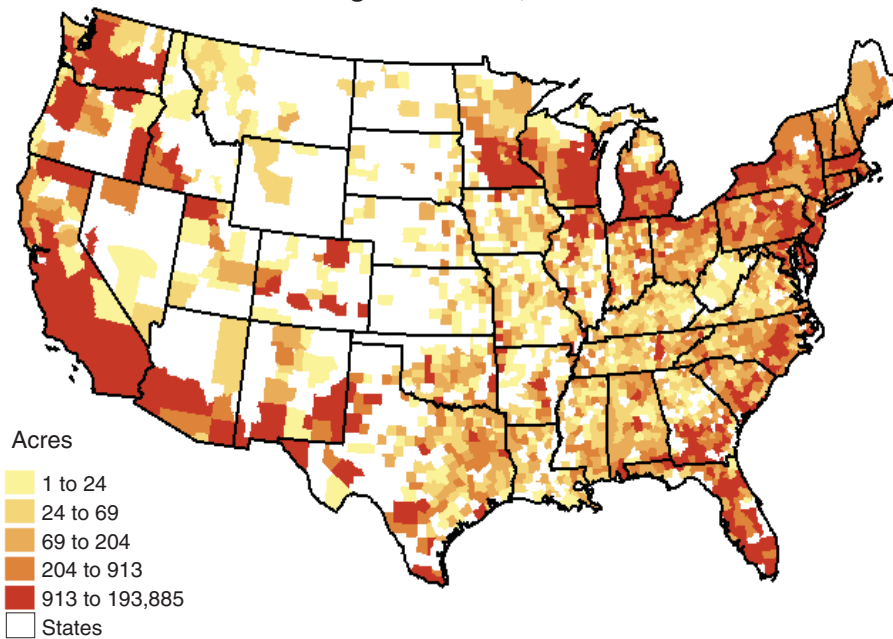 Acres
1 to 24
24 to 69
69 to 204
204 to 913
913 to 193,885
States